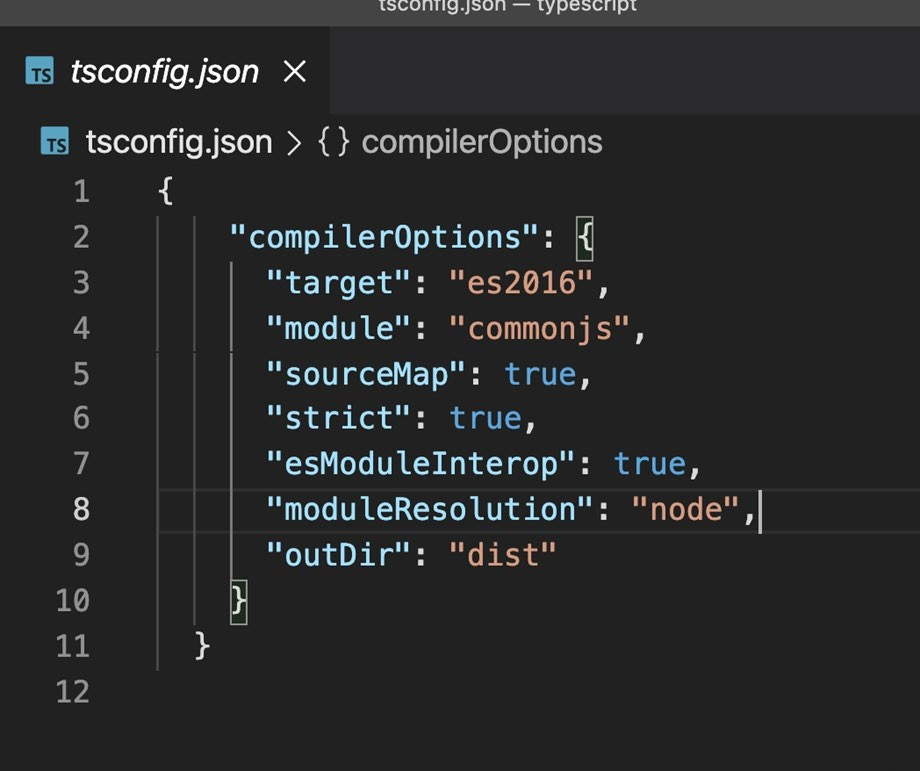 tsconfig.json — typescript
TS tsconfig.json ×
TS tsconfig.json > {} compilerOptions
1 {
2 "compilerOptions": {
3 "target": "es2016",
4 "module": "commonjs",
5 "sourceMap": true,
6 "strict": true,
7 "esModuleInterop": true,
8 "moduleResolution": "node",
9 "outDir": "dist"
10 }
11 }
12